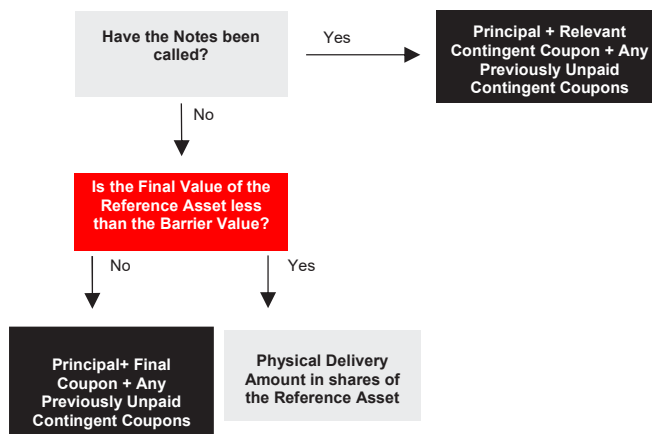 Have the Notes been
called?
Yes
Principal + Relevant
Contingent Coupon + Any
Previously Unpaid
Contingent Coupons
No
Is the Final Value of the
Reference Asset less
than the Barrier Value?
No
Yes
Principal+ Final
Coupon + Any
Previously Unpaid
Contingent Coupons
Physical Delivery
Amount in shares of
the Reference Asset